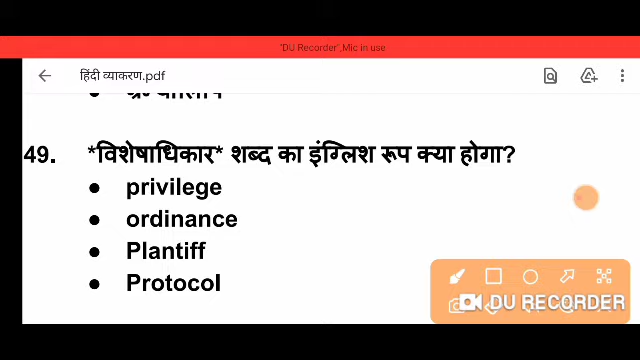 "DU Recorder",Mic in use
हिंदी व्याकरण.pdf
49. *विशेषाधिकार* शब्द का इंग्लिश रूप क्या होगा?
● privilege
● ordinance
● Plantiff
● Protocol
DU RECORDER